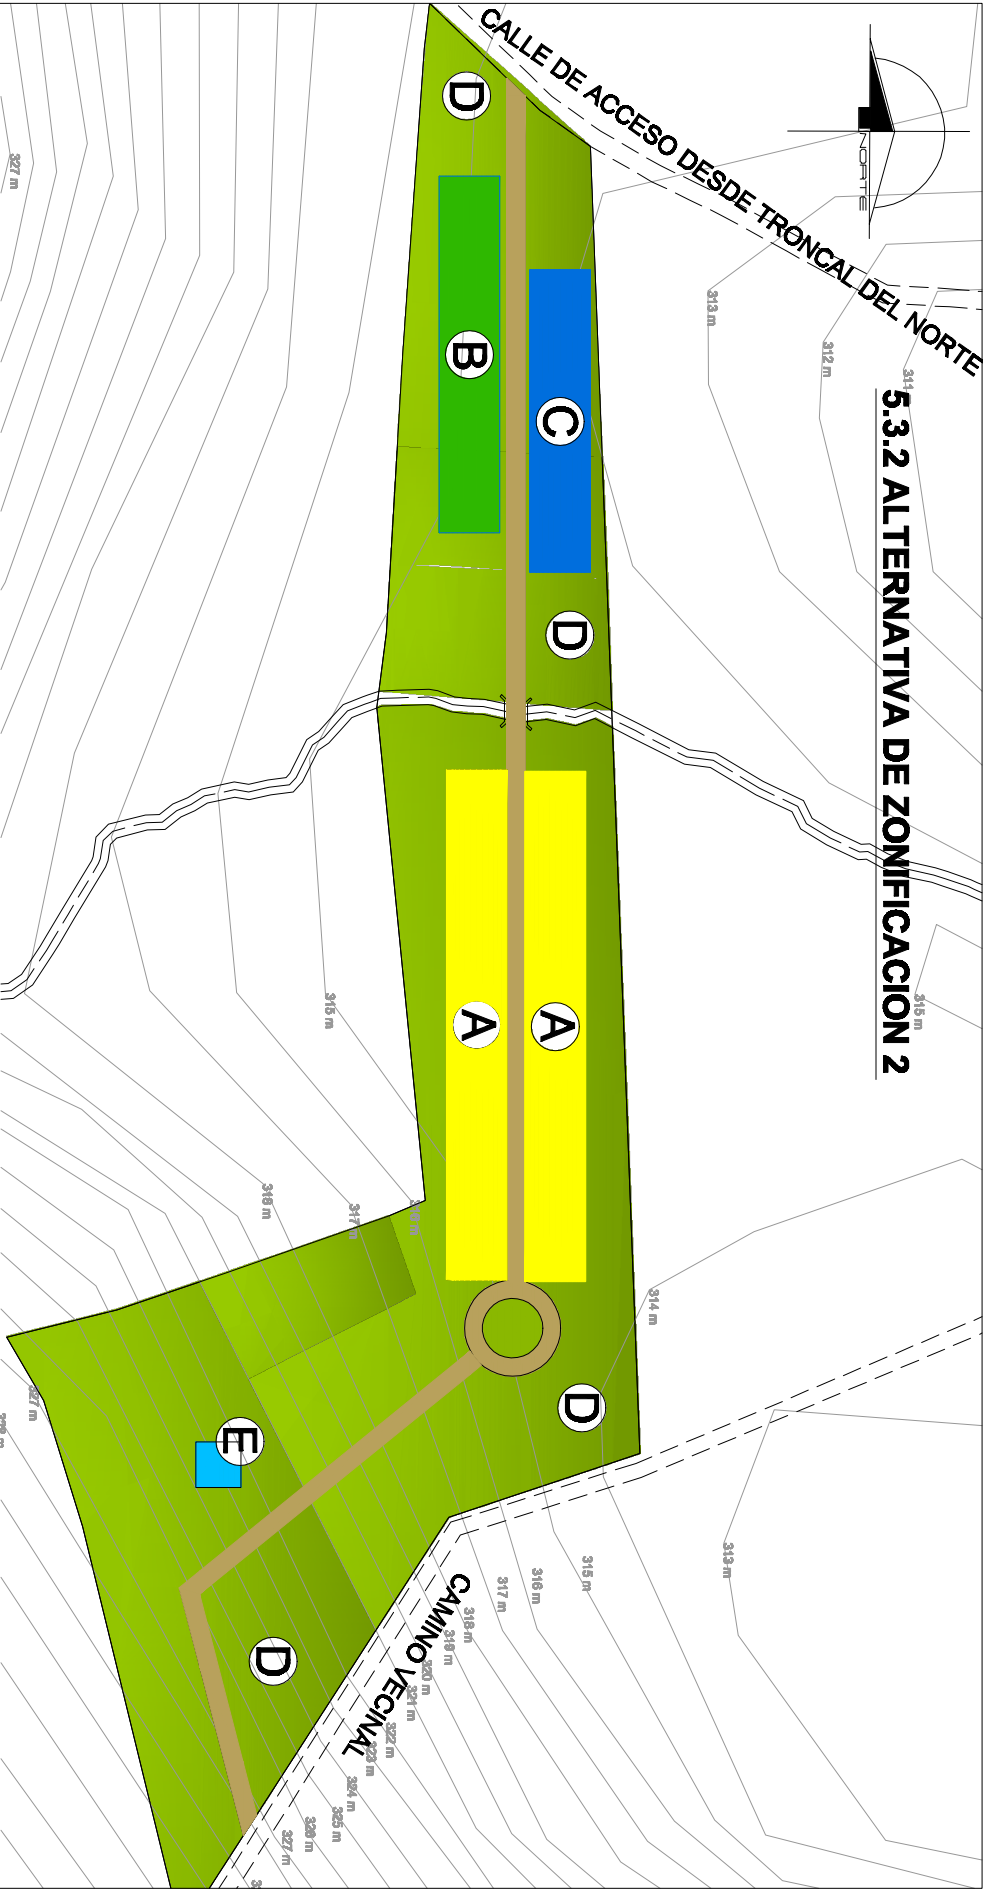 5.3.2 ALTERNATIVA DE ZONIFICACION 2
NORTE
CALLE DE ACCESO DESDE TRONCAL DEL NORTE
CAMINO VECINAL
D
B
C
D
A
A
D
E
D
327 m
313 m
312 m
311
315 m
315 m
318 m
317 m
314 m
313 m
327 m
315 m
316 m
317 m
318 m
319 m
320 m
321 m
322 m
323 m
324 m
325 m
326 m
327 m